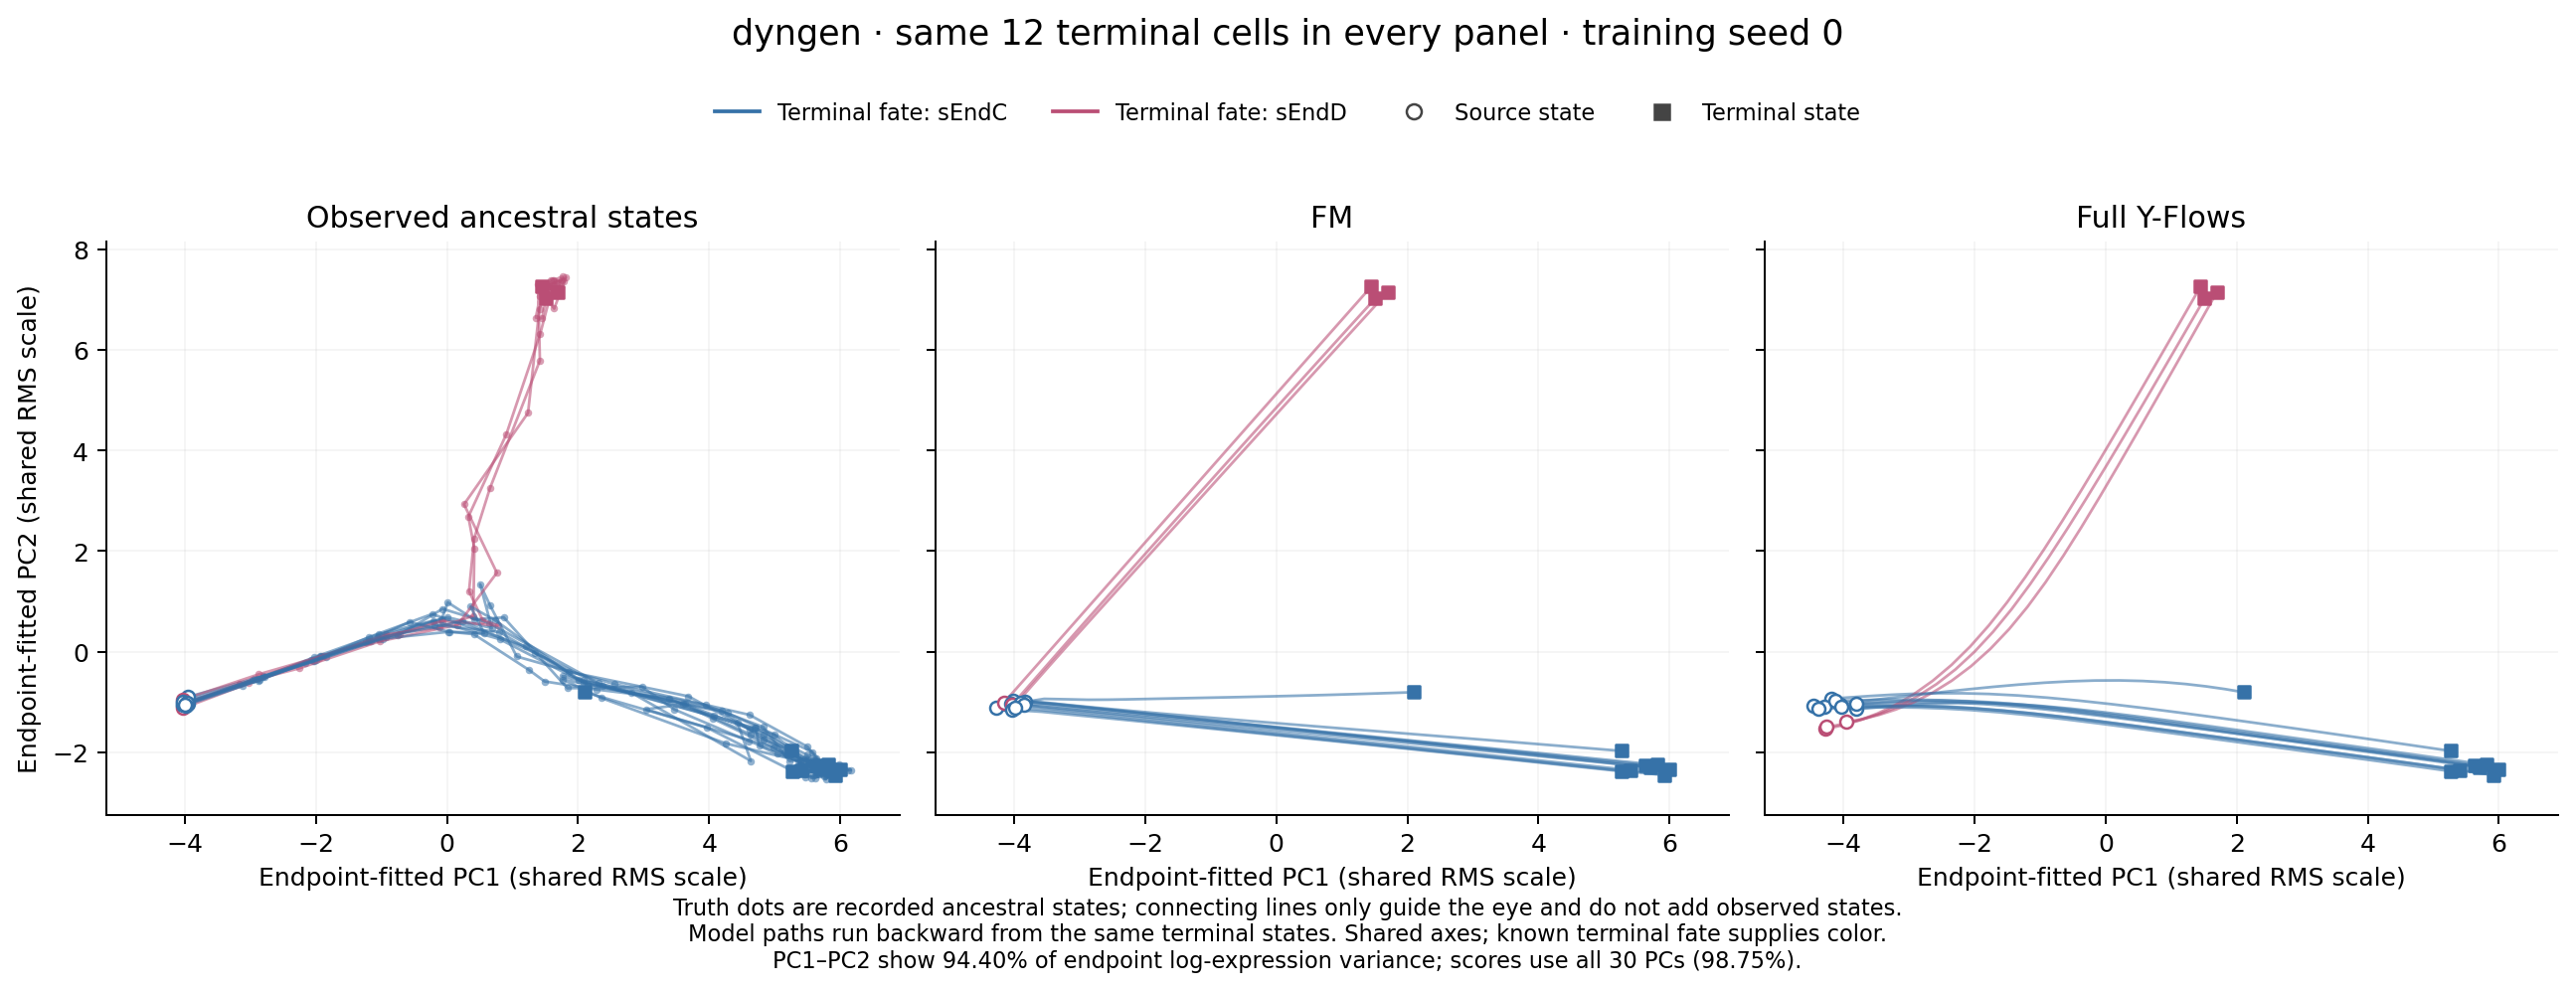 dyngen · same 12 terminal cells in every panel · training seed 0
Terminal fate: sEndC
Terminal fate: sEndD
Source state
Terminal state
Observed ancestral states
FM
Full Y-Flows
Endpoint-fitted PC2 (shared RMS scale)
8
6
4
2
0
−2
−4 −2 0 2 4 6
−4 −2 0 2 4 6
−4 −2 0 2 4 6
Endpoint-fitted PC1 (shared RMS scale)
Endpoint-fitted PC1 (shared RMS scale)
Endpoint-fitted PC1 (shared RMS scale)
Truth dots are recorded ancestral states; connecting lines only guide the eye and do not add observed states.
Model paths run backward from the same terminal states. Shared axes; known terminal fate supplies color.
PC1–PC2 show 94.40% of endpoint log-expression variance; scores use all 30 PCs (98.75%).